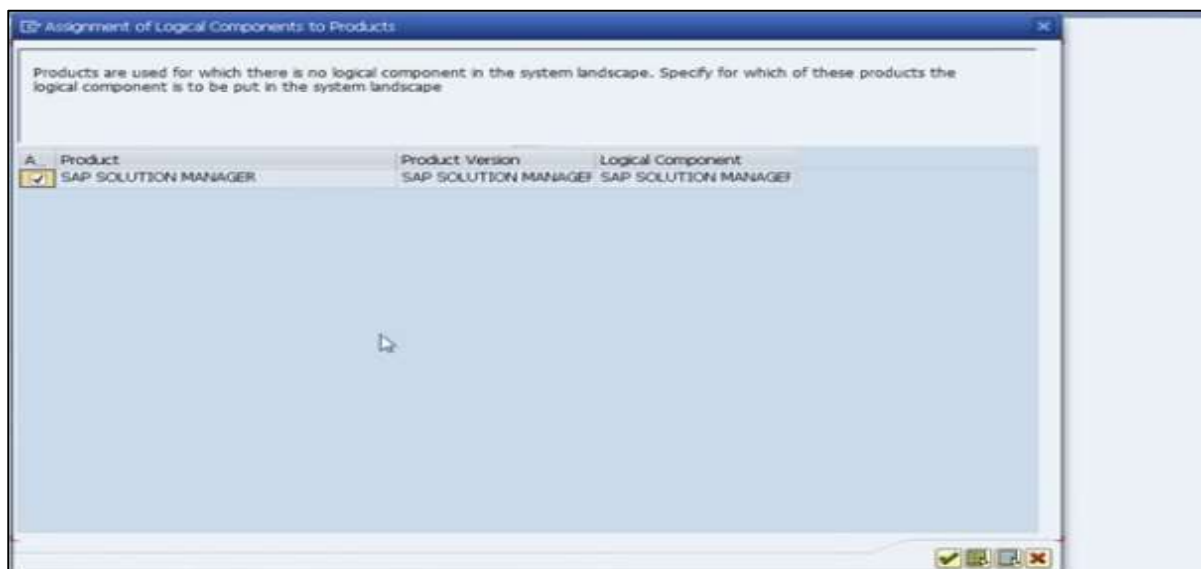 Assignment of Logical Components to Products
Products are used for which there is no logical component in the system landscape. Specify for which of these products the
logical component is to be put in the system landscape
A.. Product Product Version Logical Component
SAP SOLUTION MANAGER SAP SOLUTION MANAGER SAP SOLUTION MANAGER